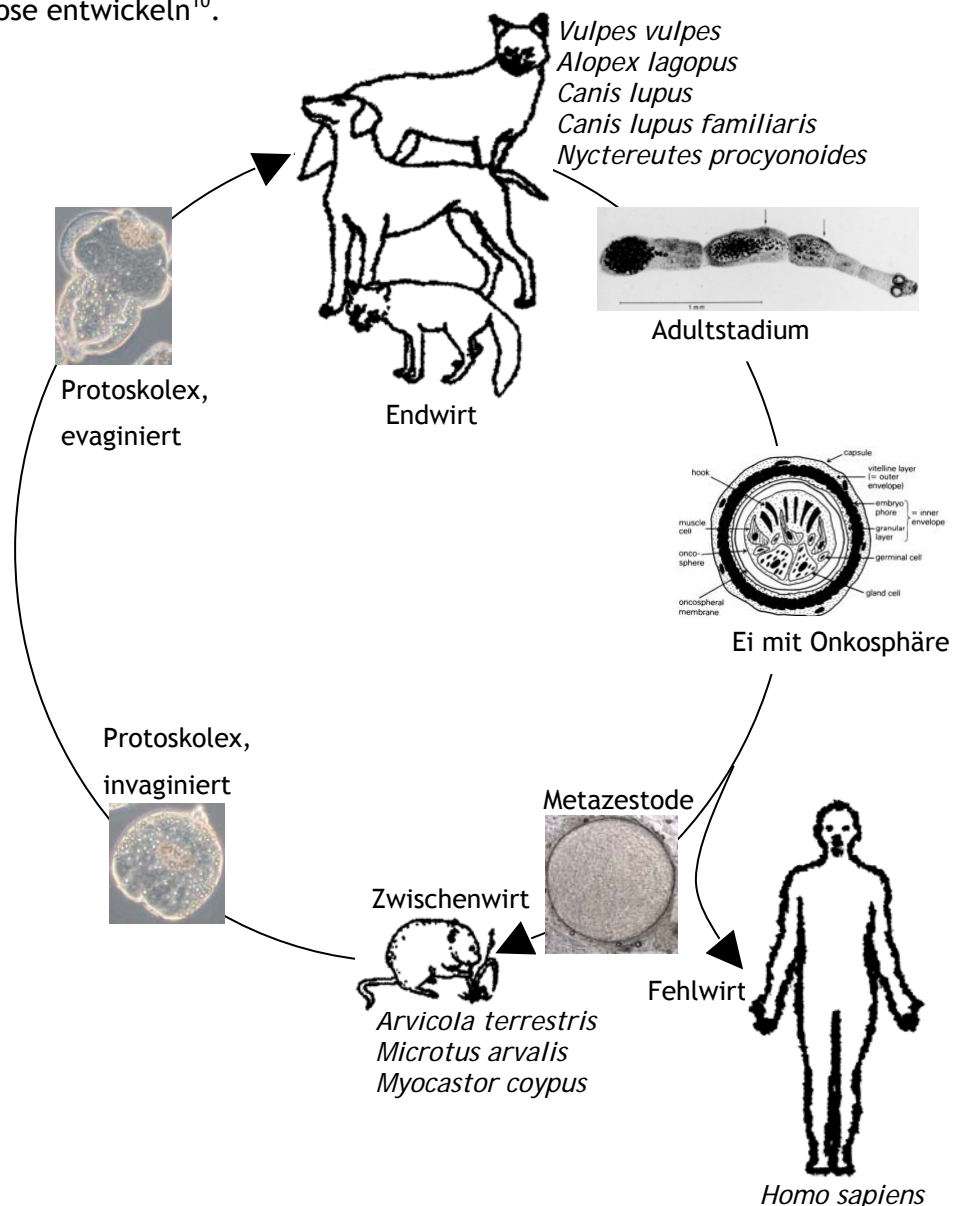 ose entwickeln¹⁰.
Vulpes vulpes
Alopex lagopus
Canis lupus
Canis lupus familiaris
Nyctereutes procyonoides
1 mm
Adultstadium
Protoskolex,
evaginiert
Endwirt
capsule
hook
vitelline layer
(= outer
envelope)
embryo
phore
= inner
envelope
granular
layer
muscle
cell
onco-
sphere
germinal cell
gland cell
oncospheral
membrane
Ei mit Onkosphäre
Protoskolex,
invaginiert
Metazestode
Zwischenwirt
Fehlwirt
Arvicola terrestris
Microtus arvalis
Myocastor coypus
Homo sapiens